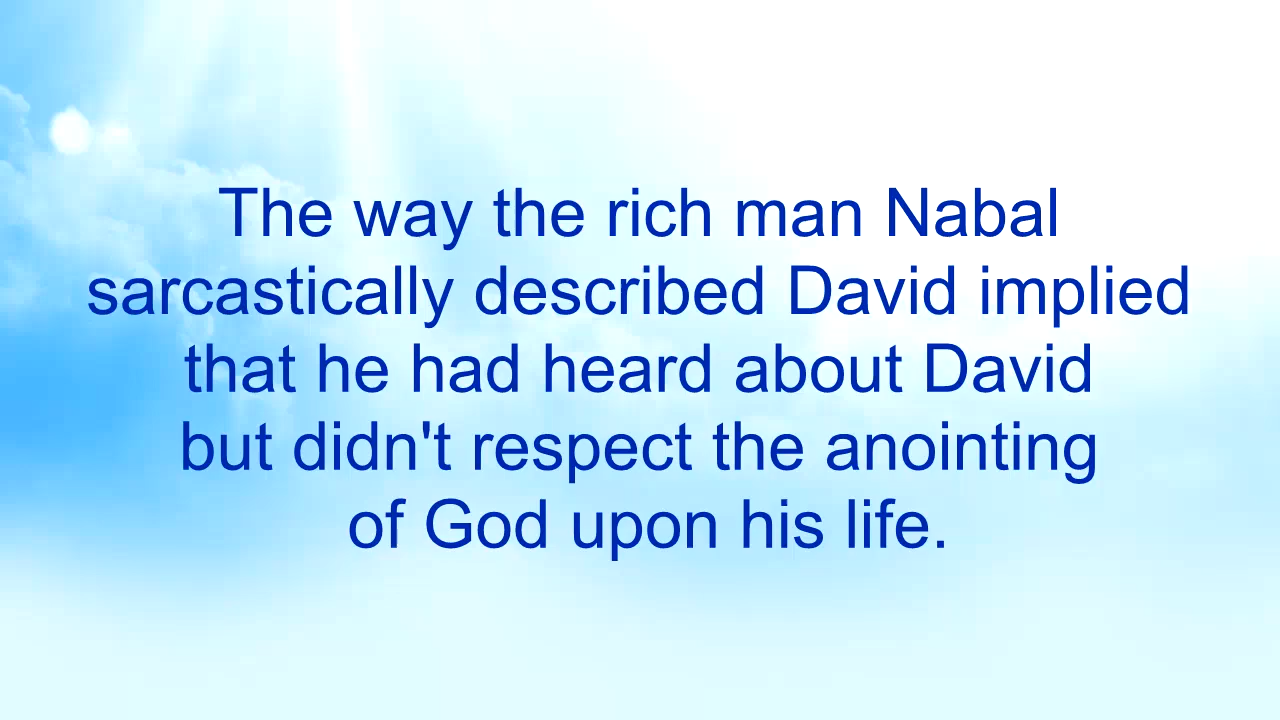 The way the rich man Nabal
sarcastically described David implied
that he had heard about David
but didn't respect the anointing
of God upon his life.